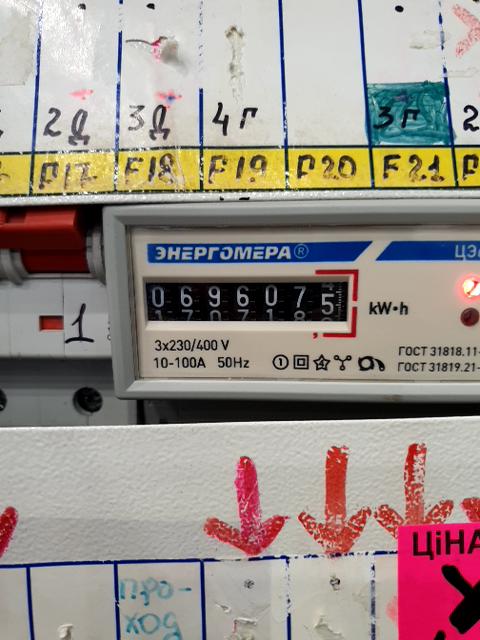 2Д 3Д 4Г 3Г
F17 F18 F19 F20 F21
ЭНЕРГОМЕРА®
1
0696075
kW•h
3x230/400 V
10-100A 50Hz
ГОСТ 31818.11-
ГОСТ 31819.21-
ЦІНА
ПРО-
ХОД